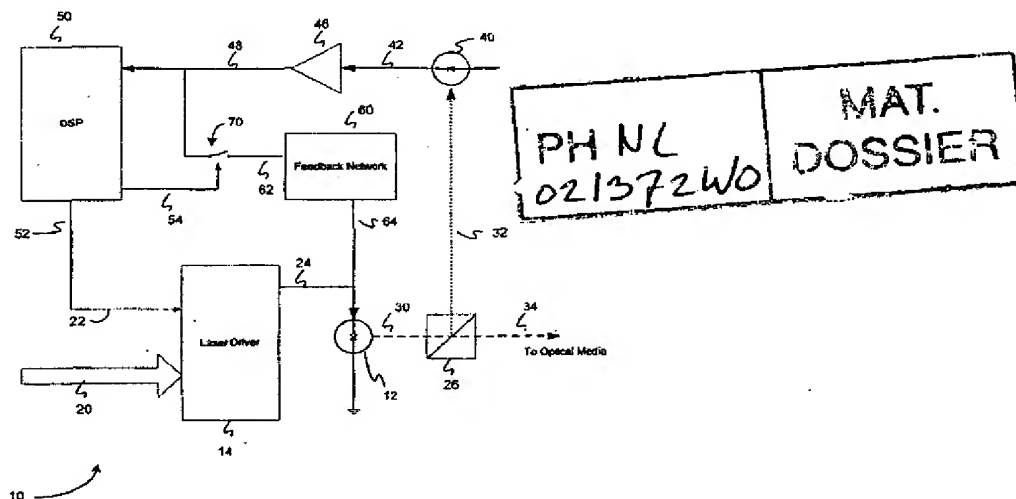 50
46
48
42
40
DSP
70
60
Feedback Network
62
54
52
64
32
24
22
30
34
Laser Driver
To Optical Media
20
12
26
14
10
PH NL
021372WO
MAT.
DOSSIER